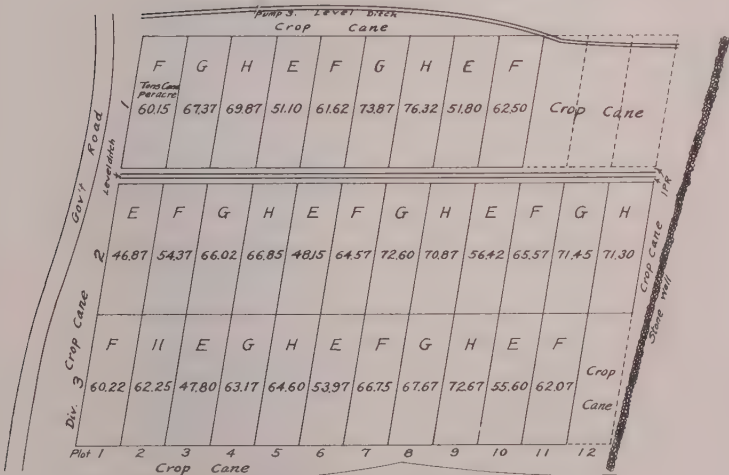 Pump 3. Level Ditch
Crop Cane
F G H E F G H E F
Tons Cane
per acre
1 60.15 67.37 69.87 51.10 61.62 73.87 76.32 51.80 62.50 Crop Cane
Gov't Road
Level ditch
I.P.R
E F G H E F G H E F G H
2 46.87 54.37 66.02 66.85 48.15 64.57 72.60 70.87 56.42 65.57 71.45 71.30
Crop Cane
Stone Wall
Crop Cane
F H E G H E F G H E F
Div. 3 60.22 62.25 47.80 63.17 64.60 53.97 66.75 67.67 72.67 55.60 62.07 Crop
Cane
Plot 1 2 3 4 5 6 7 8 9 10 11 12
Crop Cane